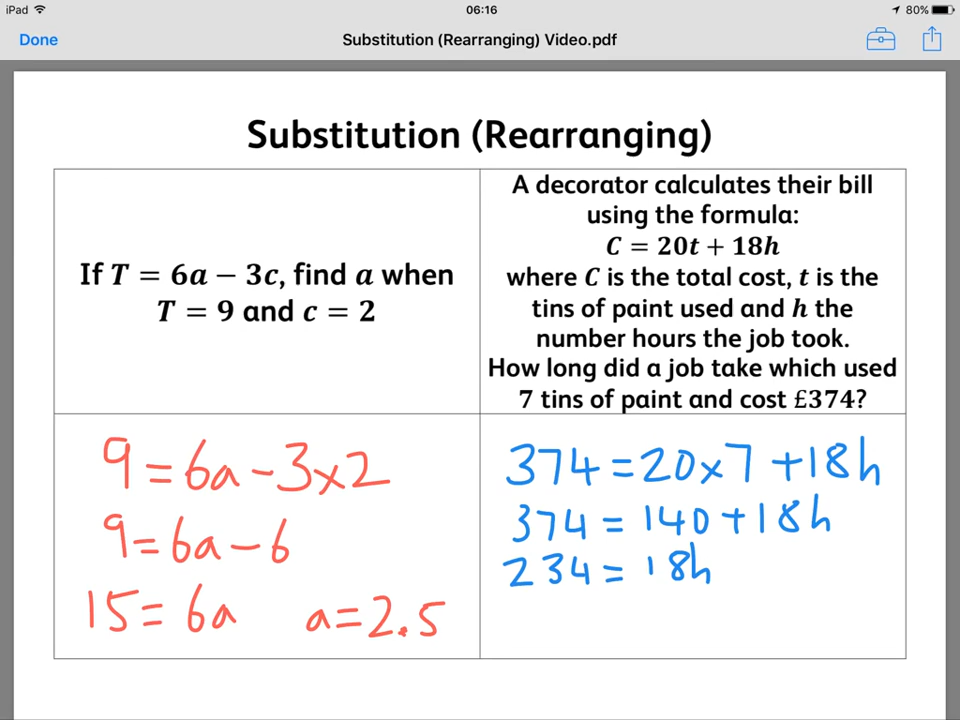 iPad 06:16 80%
Done Substitution (Rearranging) Video.pdf
Substitution (Rearranging)
If T = 6a − 3c, find a when
T = 9 and c = 2
A decorator calculates their bill
using the formula:
C = 20t + 18h
where C is the total cost, t is the
tins of paint used and h the
number hours the job took.
How long did a job take which used
7 tins of paint and cost £374?
9 = 6a − 3 × 2
9 = 6a − 6
15 = 6a a = 2.5
374 = 20 × 7 + 18h
374 = 140 + 18h
234 = 18h